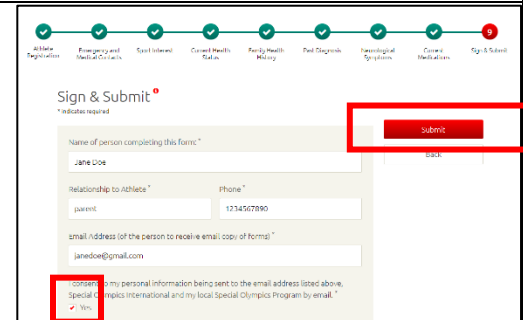 9
Athlete Registration
Emergency and Medical Contacts
Sport Interest
Current Health Status
Family Health History
Past Diagnosis
Neurological Symptoms
Current Medications
Sign & Submit
Sign & Submit
* indicates required
Submit
Back
Name of person completing this form: *
Jane Doe
Relationship to Athlete *
Phone *
parent
1234567890
Email Address (of the person to receive email copy of forms) *
janedoe@gmail.com
I consent to my personal information being sent to the email address listed above,
Special Olympics International and my local Special Olympics Program by email. *
Yes